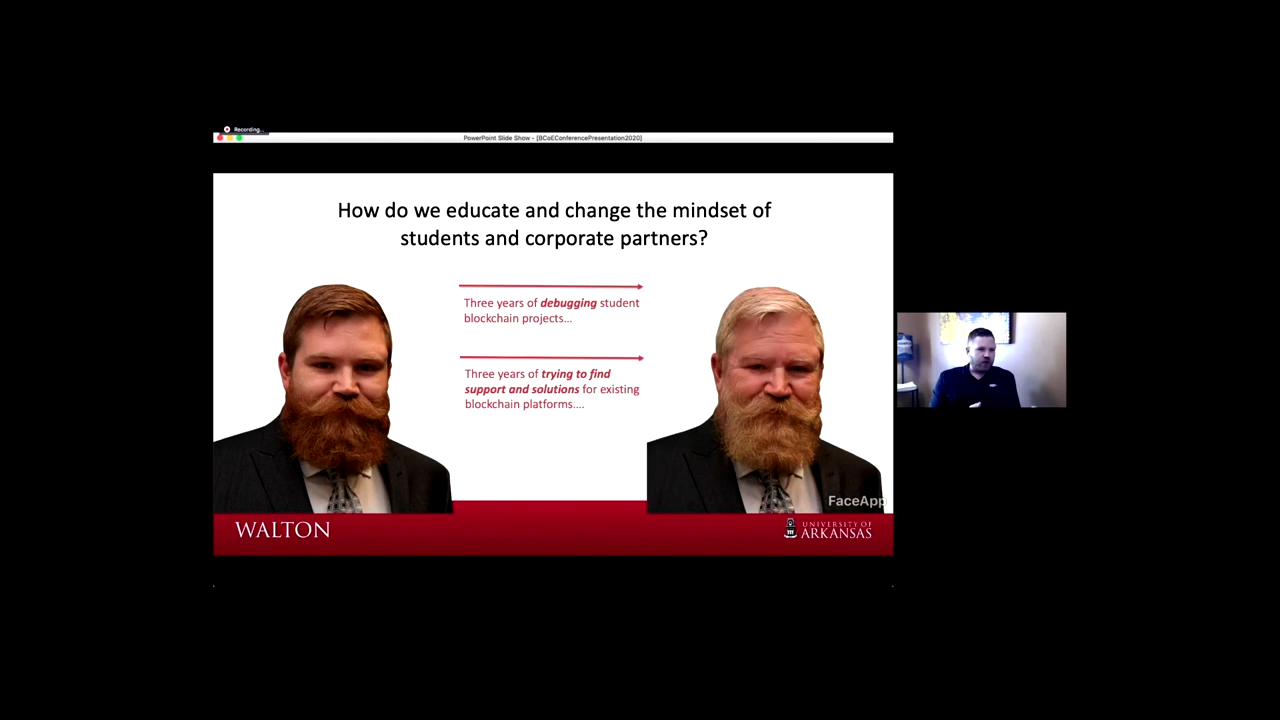 Recording...
PowerPoint Slide Show - [BCoEConferencePresentation2020]
How do we educate and change the mindset of
students and corporate partners?
Three years of debugging student
blockchain projects...
Three years of trying to find
support and solutions for existing
blockchain platforms....
FaceApp
WALTON
UNIVERSITY OF
ARKANSAS